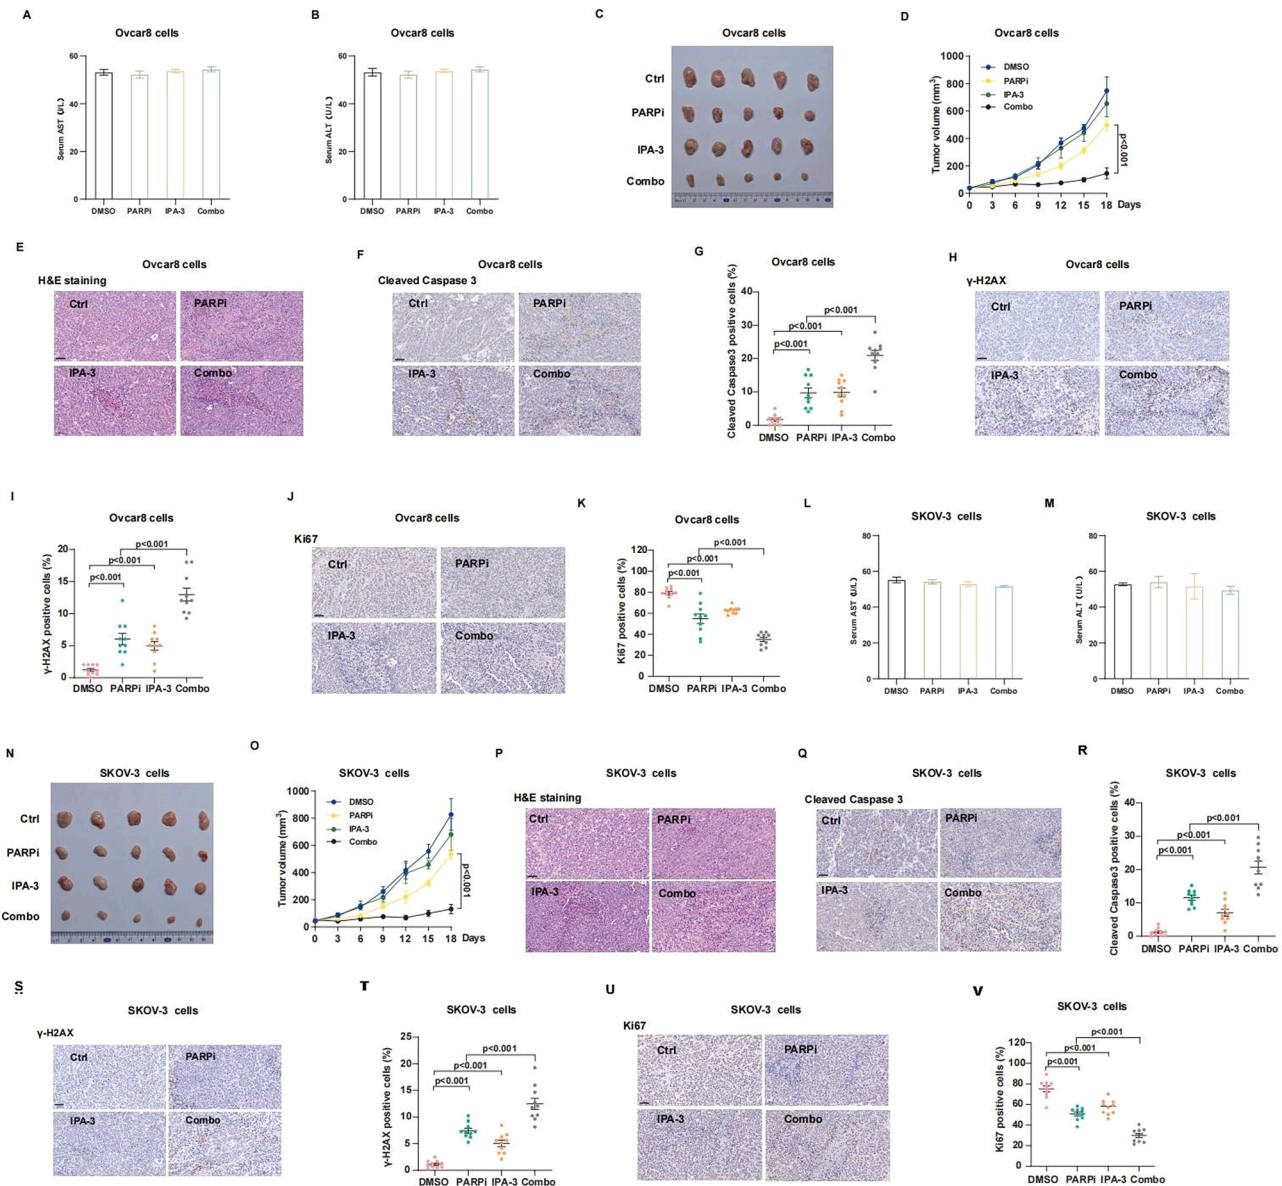 A
Ovcar8 cells
Serum AST (U/L)
60
40
20
0
DMSO PARPi IPA-3 Combo
B
Ovcar8 cells
Serum ALT (U/L)
60
40
20
0
DMSO PARPi IPA-3 Combo
C
Ovcar8 cells
Ctrl
PARPi
IPA-3
Combo
D
Ovcar8 cells
Tumor volume (mm³)
1000
800
600
400
200
0
DMSO
PARPi
IPA-3
Combo
p<0.001
0 3 6 9 12 15 18 Days
E
Ovcar8 cells
H&E staining
Ctrl PARPi
IPA-3 Combo
F
Ovcar8 cells
Cleaved Caspase 3
Ctrl PARPi
IPA-3 Combo
G
Ovcar8 cells
Cleaved Caspase3 positive cells (%)
40
30
20
10
0
p<0.001
p<0.001
p<0.001
DMSO PARPi IPA-3 Combo
H
Ovcar8 cells
γ-H2AX
Ctrl PARPi
IPA-3 Combo
I
Ovcar8 cells
γ-H2AX positive cells (%)
20
15
10
5
0
p<0.001
p<0.001
p<0.001
DMSO PARPi IPA-3 Combo
J
Ovcar8 cells
Ki67
Ctrl PARPi
IPA-3 Combo
K
Ovcar8 cells
Ki67 positive cells (%)
120
100
80
60
40
20
0
p<0.001
p<0.001
p<0.001
DMSO PARPi IPA-3 Combo
L
SKOV-3 cells
Serum AST (U/L)
80
60
40
20
0
DMSO PARPi IPA-3 Combo
M
SKOV-3 cells
Serum ALT (U/L)
80
60
40
20
0
DMSO PARPi IPA-3 Combo
N
SKOV-3 cells
Ctrl
PARPi
IPA-3
Combo
O
SKOV-3 cells
Tumor volume (mm³)
1000
800
600
400
200
0
DMSO
PARPi
IPA-3
Combo
p<0.001
0 3 6 9 12 15 18 Days
P
SKOV-3 cells
H&E staining
Ctrl PARPi
IPA-3 Combo
Q
SKOV-3 cells
Cleaved Caspase 3
Ctrl PARPi
IPA-3 Combo
R
SKOV-3 cells
Cleaved Caspase3 positive cells (%)
40
30
20
10
0
p<0.001
p<0.001
p<0.001
DMSO PARPi IPA-3 Combo
S
SKOV-3 cells
γ-H2AX
Ctrl PARPi
IPA-3 Combo
T
SKOV-3 cells
γ-H2AX positive cells (%)
25
20
15
10
5
0
p<0.001
p<0.001
p<0.001
DMSO PARPi IPA-3 Combo
U
SKOV-3 cells
Ki67
Ctrl PARPi
IPA-3 Combo
V
SKOV-3 cells
Ki67 positive cells (%)
120
100
80
60
40
20
0
p<0.001
p<0.001
p<0.001
DMSO PARPi IPA-3 Combo